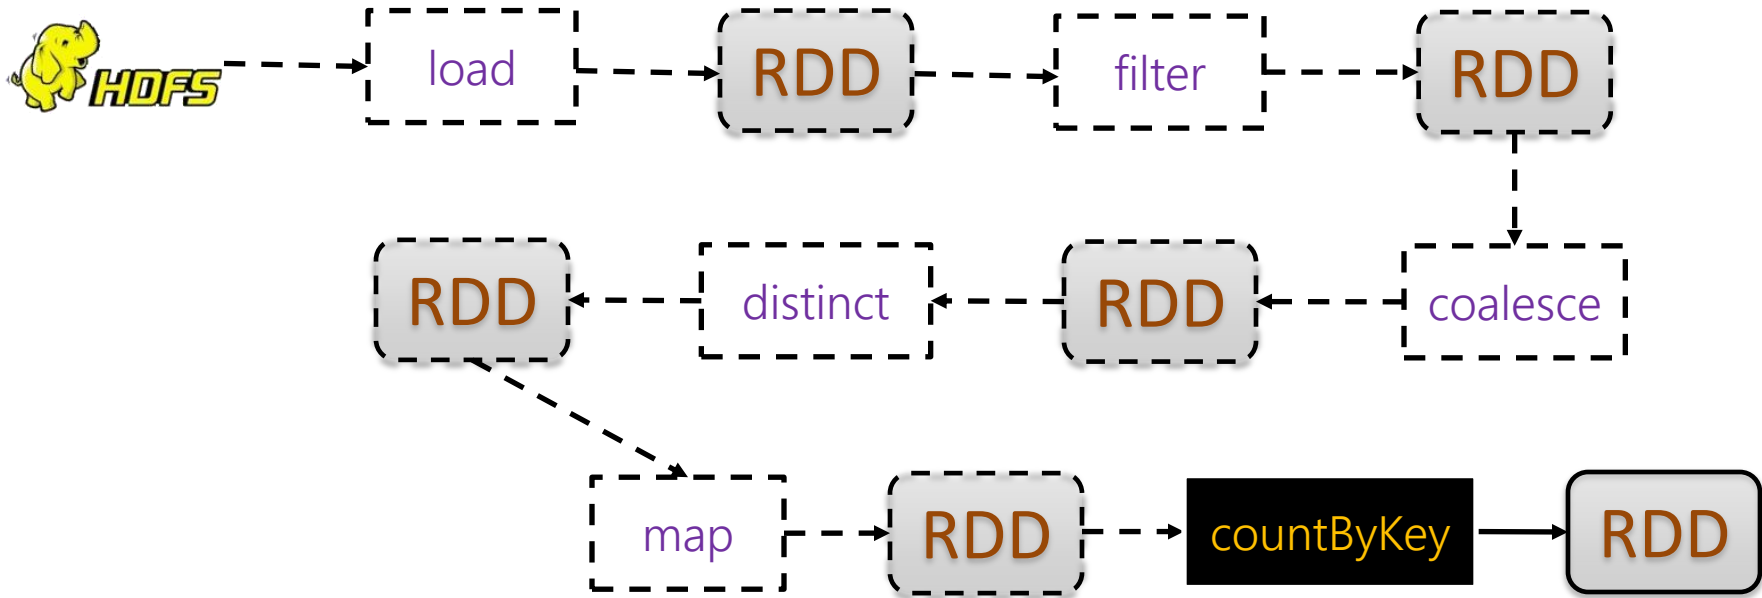 HDFS
load
RDD
filter
RDD
coalesce
RDD
distinct
RDD
map
RDD
countByKey
RDD